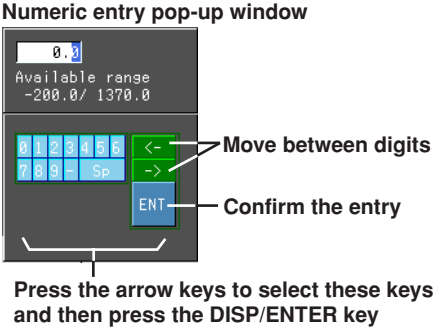 Numeric entry pop-up window
0.0
Available range
-200.0/ 1370.0
0 1 2 3 4 5 6 <-
Move between digits
7 8 9 - Sp ->
ENT
Confirm the entry
Press the arrow keys to select these keys
and then press the DISP/ENTER key